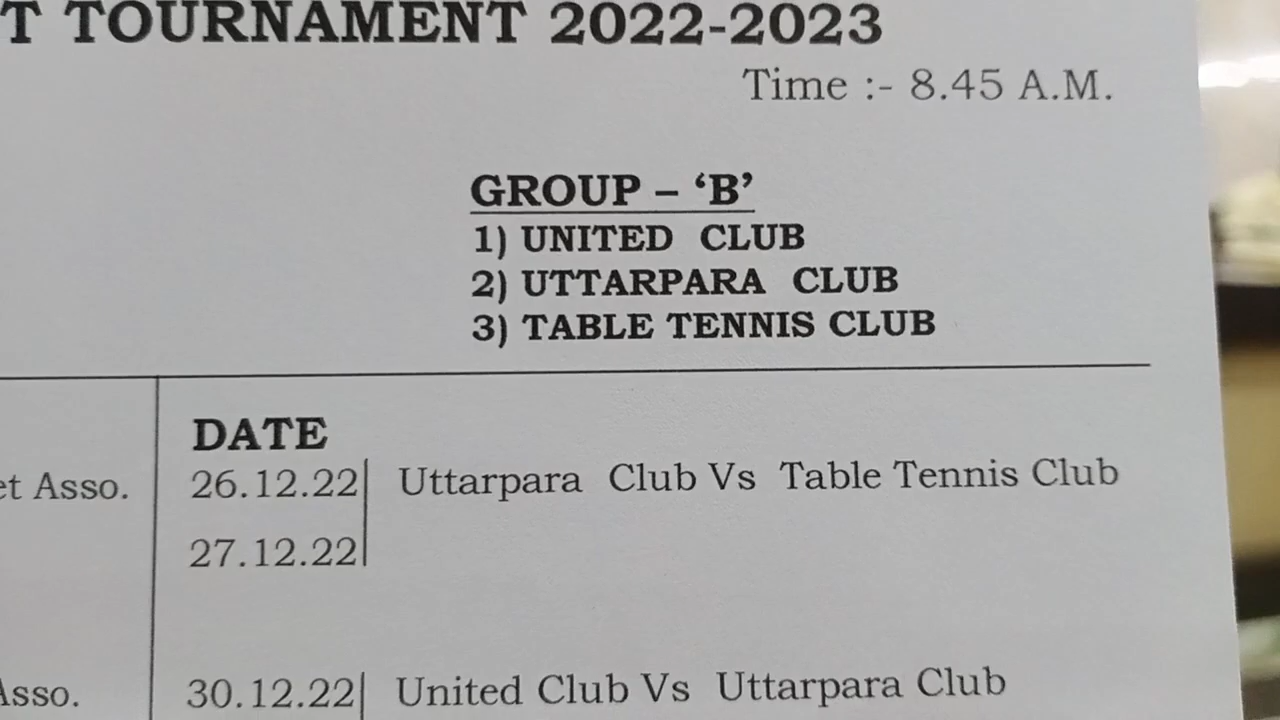 T TOURNAMENT 2022-2023
Time :- 8.45 A.M.
GROUP – ‘B’
1) UNITED CLUB
2) UTTARPARA CLUB
3) TABLE TENNIS CLUB
DATE
et Asso. 26.12.22 Uttarpara Club Vs Table Tennis Club
27.12.22
Asso. 30.12.22 United Club Vs Uttarpara Club